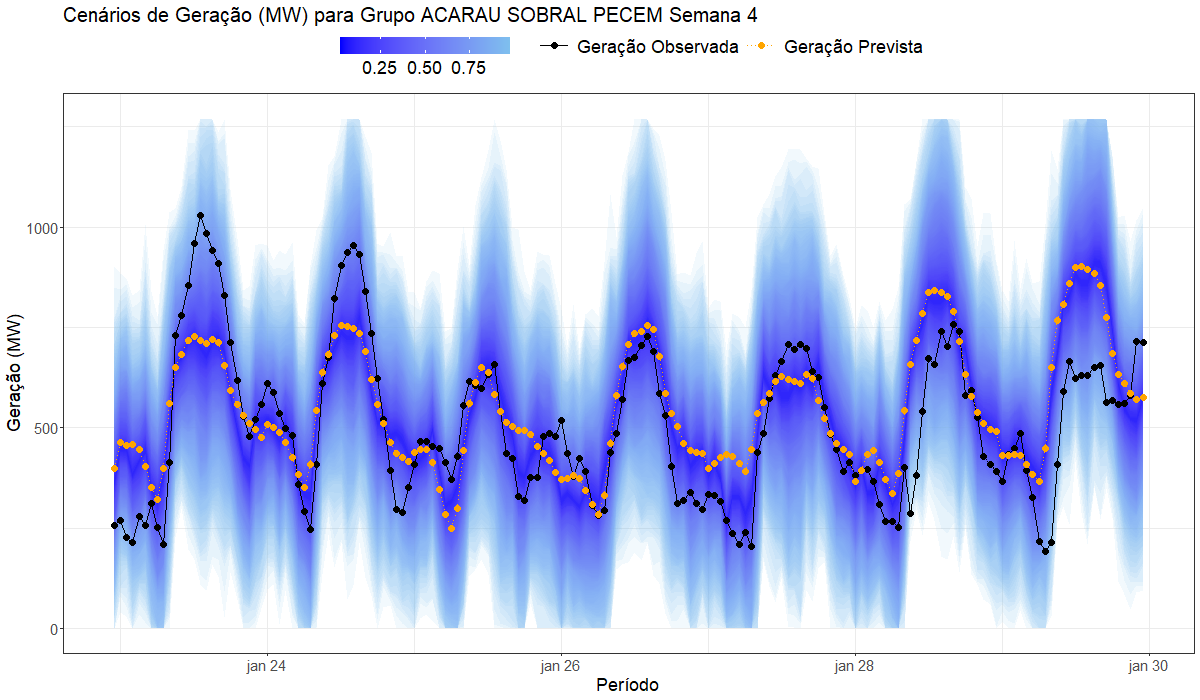 Cenários de Geração (MW) para Grupo ACARAU SOBRAL PECEM Semana 4
0.25 0.50 0.75 Geração Observada Geração Prevista
Geração (MW)
1000
500
0
jan 24 jan 26 jan 28 jan 30
Período